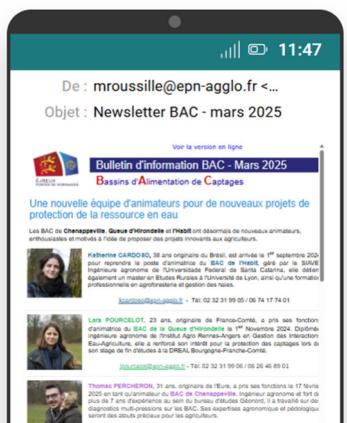 11:47
De : mroussille@epn-agglo.fr <...
Objet : Newsletter BAC - mars 2025
Voir la version en ligne
Bulletin d'information BAC - Mars 2025
Bassins d'Alimentation de Captages
Une nouvelle équipe d'animateurs pour de nouveaux projets de
protection de la ressource en eau
Les BAC de Chenappeville, Queue d'Hirondelle et l'Habit ont désormais de nouveaux animateurs,
enthousiastes et motivés à l'idée de proposer des projets innovants aux agriculteurs.
Katherine CARDOSO, 38 ans originaire du Brésil, est arrivée le 1er septembre 202
pour reprendre le poste d'animatrice du BAC de l'Habit, géré par le
Ingénieure agronome de l'Universidade Federal de Santa Catarina, elle détien
également un master en Etudes Rurales à l'Université de Lyon, ainsi qu'une formatio
professionnelle en agroforesterie et gestion des haies.
kcardoso@epn-agglo.fr - Tél: 02 32 31 99 05 / 06 74 17 74 01
Lara POURCELOT, 23 ans, originaire de Franche-Comté, a pris ses fonction
d'animatrice du BAC de la Queue d'Hirondelle le 1er Novembre 2024. Diplômé
ingénieure agronome de l'Institut Agro Rennes-Angers en Gestion des Interaction
Eau-Agriculture, elle a renforcé son intérêt pour la protection des captages lors d
son stage de fin d'études à la DREAL Bourgogne-Franche-Comté.
lpourcelot@epn-agglo.fr - Tél: 02 32 31 99 06 / 06 26 46 89 01
Thomas PERCHERON, 31 ans, originaire de l'Eure, a pris ses fonctions le 17 févrie
2025 en tant qu'animateur du BAC de Chenappeville. Ingénieur agronome et fort d
plus de 7 ans d'expérience au sein du bureau d'études Géonord, il a travaillé sur de
diagnostics multi-pressions sur les BAC. Ses expertises agronomique et pédologiqu
seront des atouts précieux pour les agriculteurs.